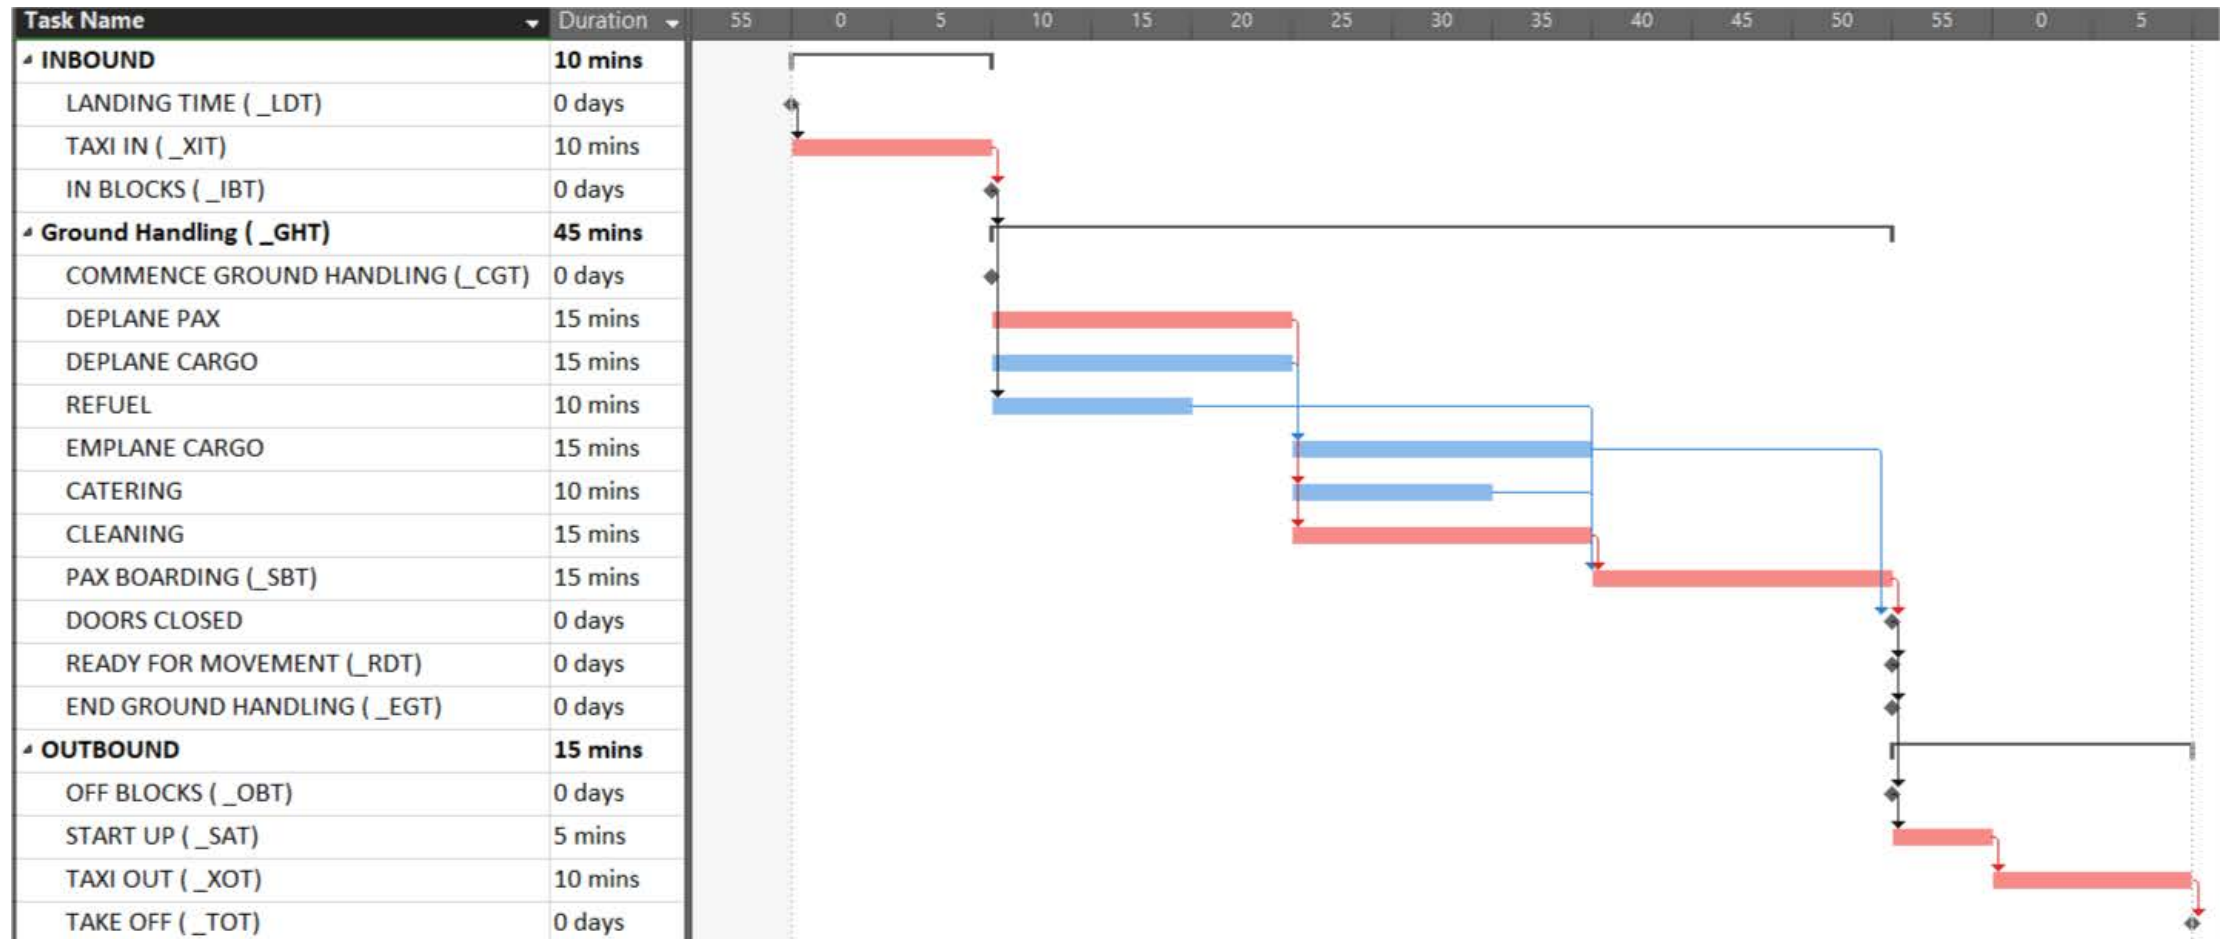 Task Name Duration 55 0 5 10 15 20 25 30 35 40 45 50 55 0 5
INBOUND 10 mins
LANDING TIME ( _LDT) 0 days
TAXI IN ( _XIT) 10 mins
IN BLOCKS ( _IBT) 0 days
Ground Handling ( _GHT) 45 mins
COMMENCE GROUND HANDLING (_CGT) 0 days
DEPLANE PAX 15 mins
DEPLANE CARGO 15 mins
REFUEL 10 mins
EMPLANE CARGO 15 mins
CATERING 10 mins
CLEANING 15 mins
PAX BOARDING (_SBT) 15 mins
DOORS CLOSED 0 days
READY FOR MOVEMENT (_RDT) 0 days
END GROUND HANDLING ( _EGT) 0 days
OUTBOUND 15 mins
OFF BLOCKS ( _OBT) 0 days
START UP ( _SAT) 5 mins
TAXI OUT ( _XOT) 10 mins
TAKE OFF ( _TOT) 0 days